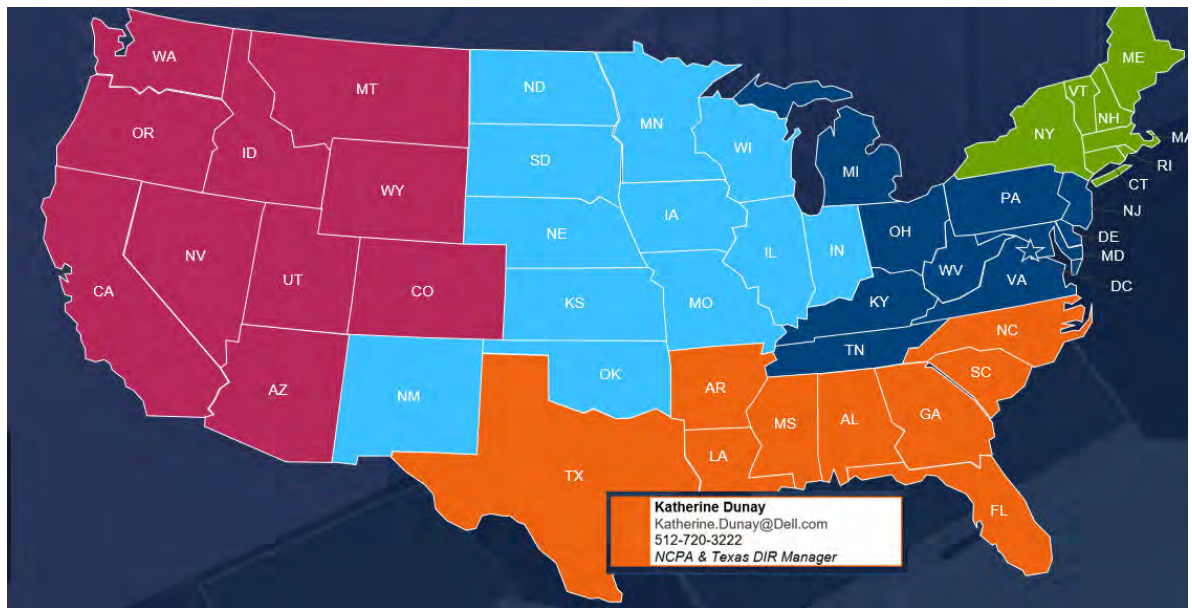 WA
MT
ND
MN
ME
VT
NH
OR
ID
SD
WI
NY
MA
RI
MI
WY
CT
PA
NJ
IA
NE
OH
DE
NV
IL
IN
MD
UT
WV
VA
CO
DC
CA
KS
MO
KY
NC
TN
OK
SC
AZ
NM
AR
GA
MS
AL
LA
TX
FL
Katherine Dunay
Katherine.Dunay@Dell.com
512-720-3222
NCPA & Texas DIR Manager